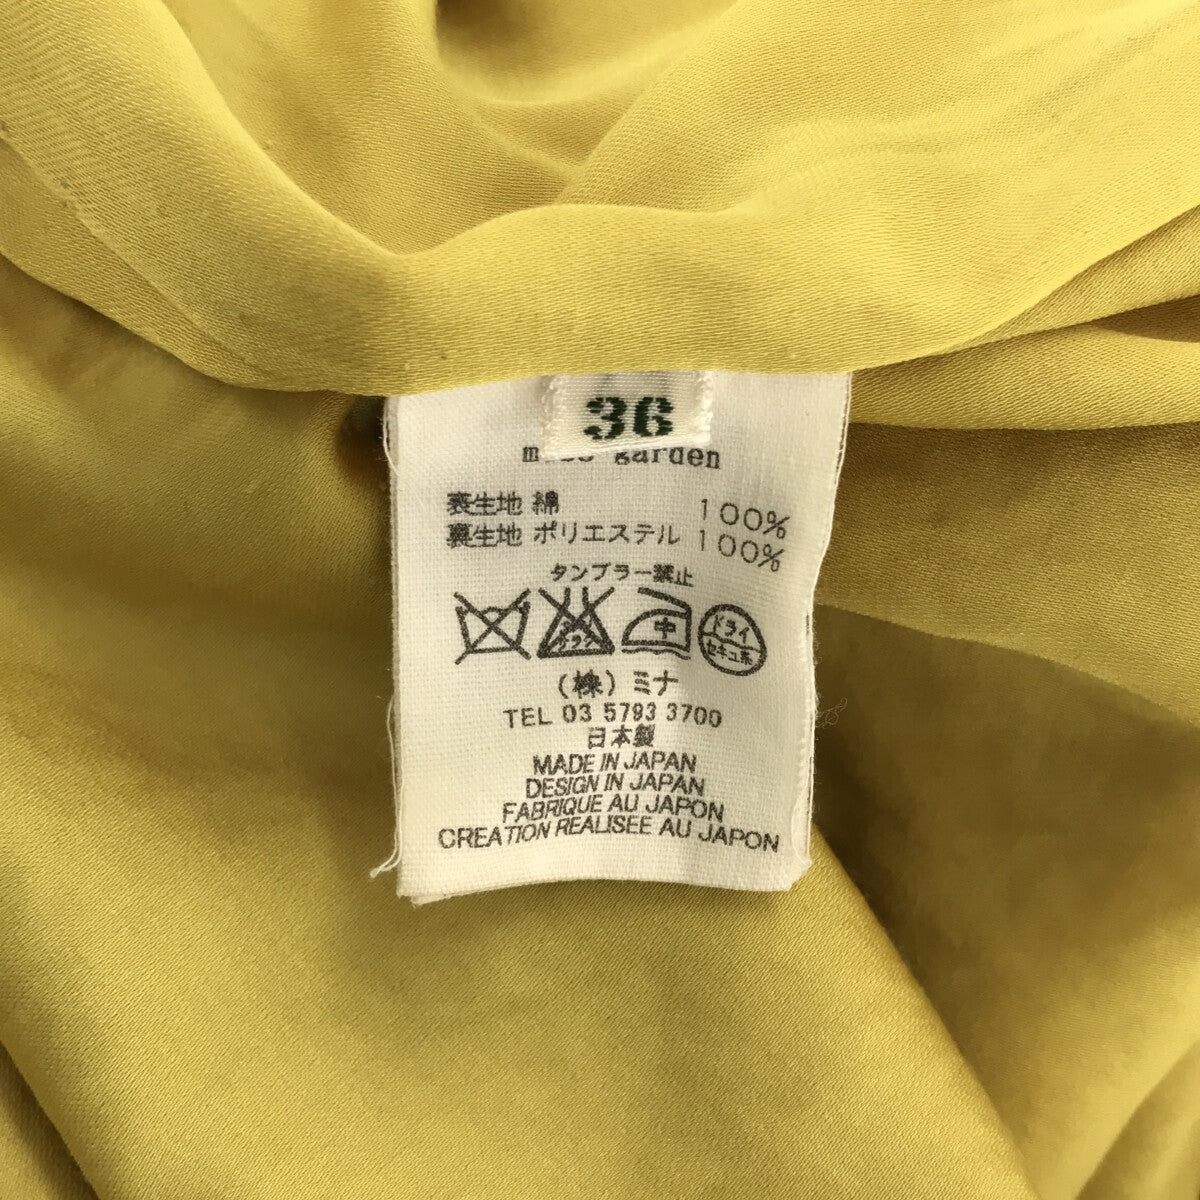 36
garden
表生地 綿 100%
裏生地 ポリエステル 100%
タンブラー禁止
中 ドライ
セキユ系
(株)ミナ
TEL 03 5793 3700
日本製
MADE IN JAPAN
DESIGN IN JAPAN
FABRIQUE AU JAPON
CREATION REALISEE AU JAPON